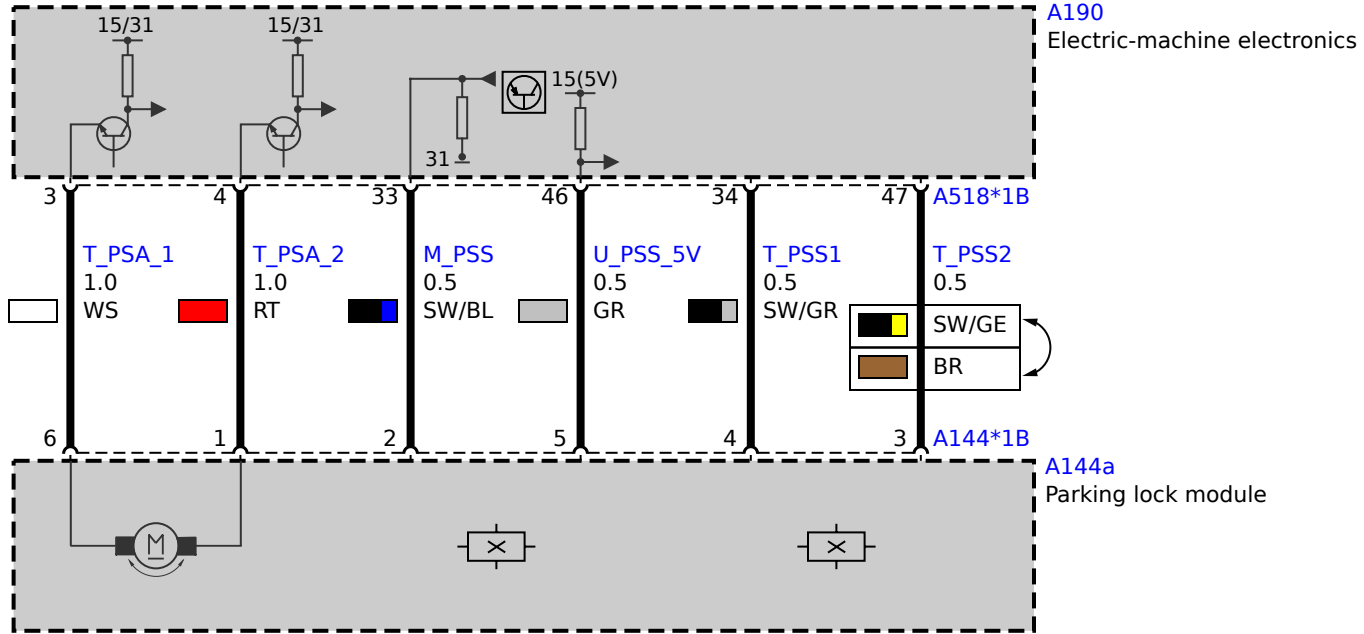 A190
Electric-machine electronics
15/31
15/31
15(5V)
31
3
4
33
46
34
47
A518*1B
T_PSA_1
1.0
WS
T_PSA_2
1.0
RT
M_PSS
0.5
SW/BL
U_PSS_5V
0.5
GR
T_PSS1
0.5
SW/GR
T_PSS2
0.5
SW/GE
BR
6
1
2
5
4
3
A144*1B
A144a
Parking lock module
M